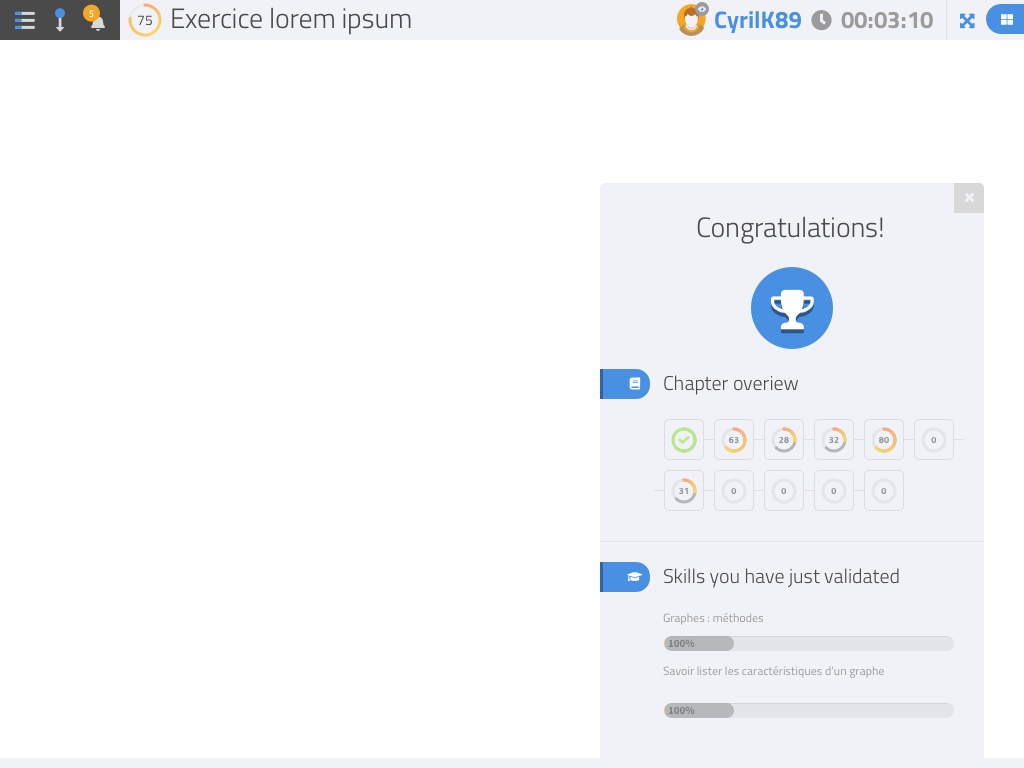 75 Exercice lorem ipsum CyrilK89 00:03:10
5
Congratulations!
Chapter overiew
63 28 32 80 0
31 0 0 0 0
Skills you have just validated
Graphes : méthodes
100%
Savoir lister les caractéristiques d'un graphe
100%